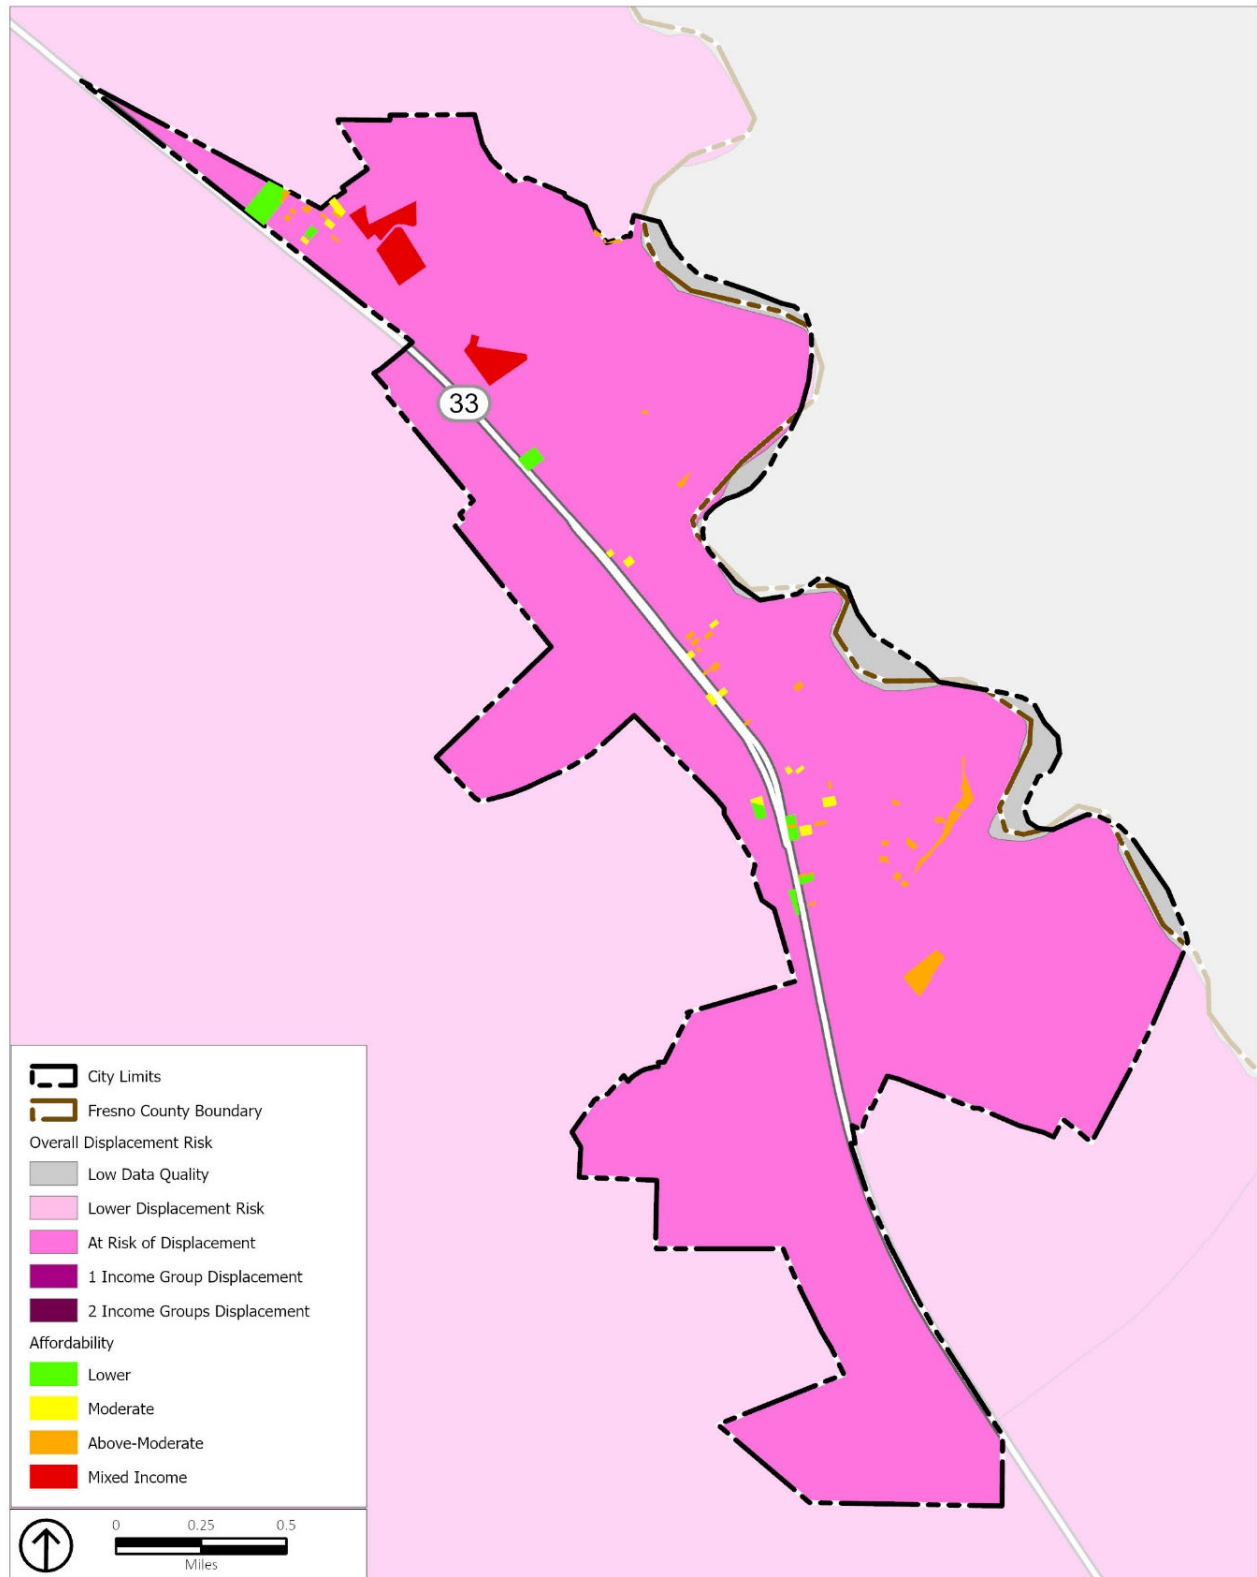 33
City Limits
Fresno County Boundary
Overall Displacement Risk
Low Data Quality
Lower Displacement Risk
At Risk of Displacement
1 Income Group Displacement
2 Income Groups Displacement
Affordability
Lower
Moderate
Above-Moderate
Mixed Income
0 0.25 0.5
Miles